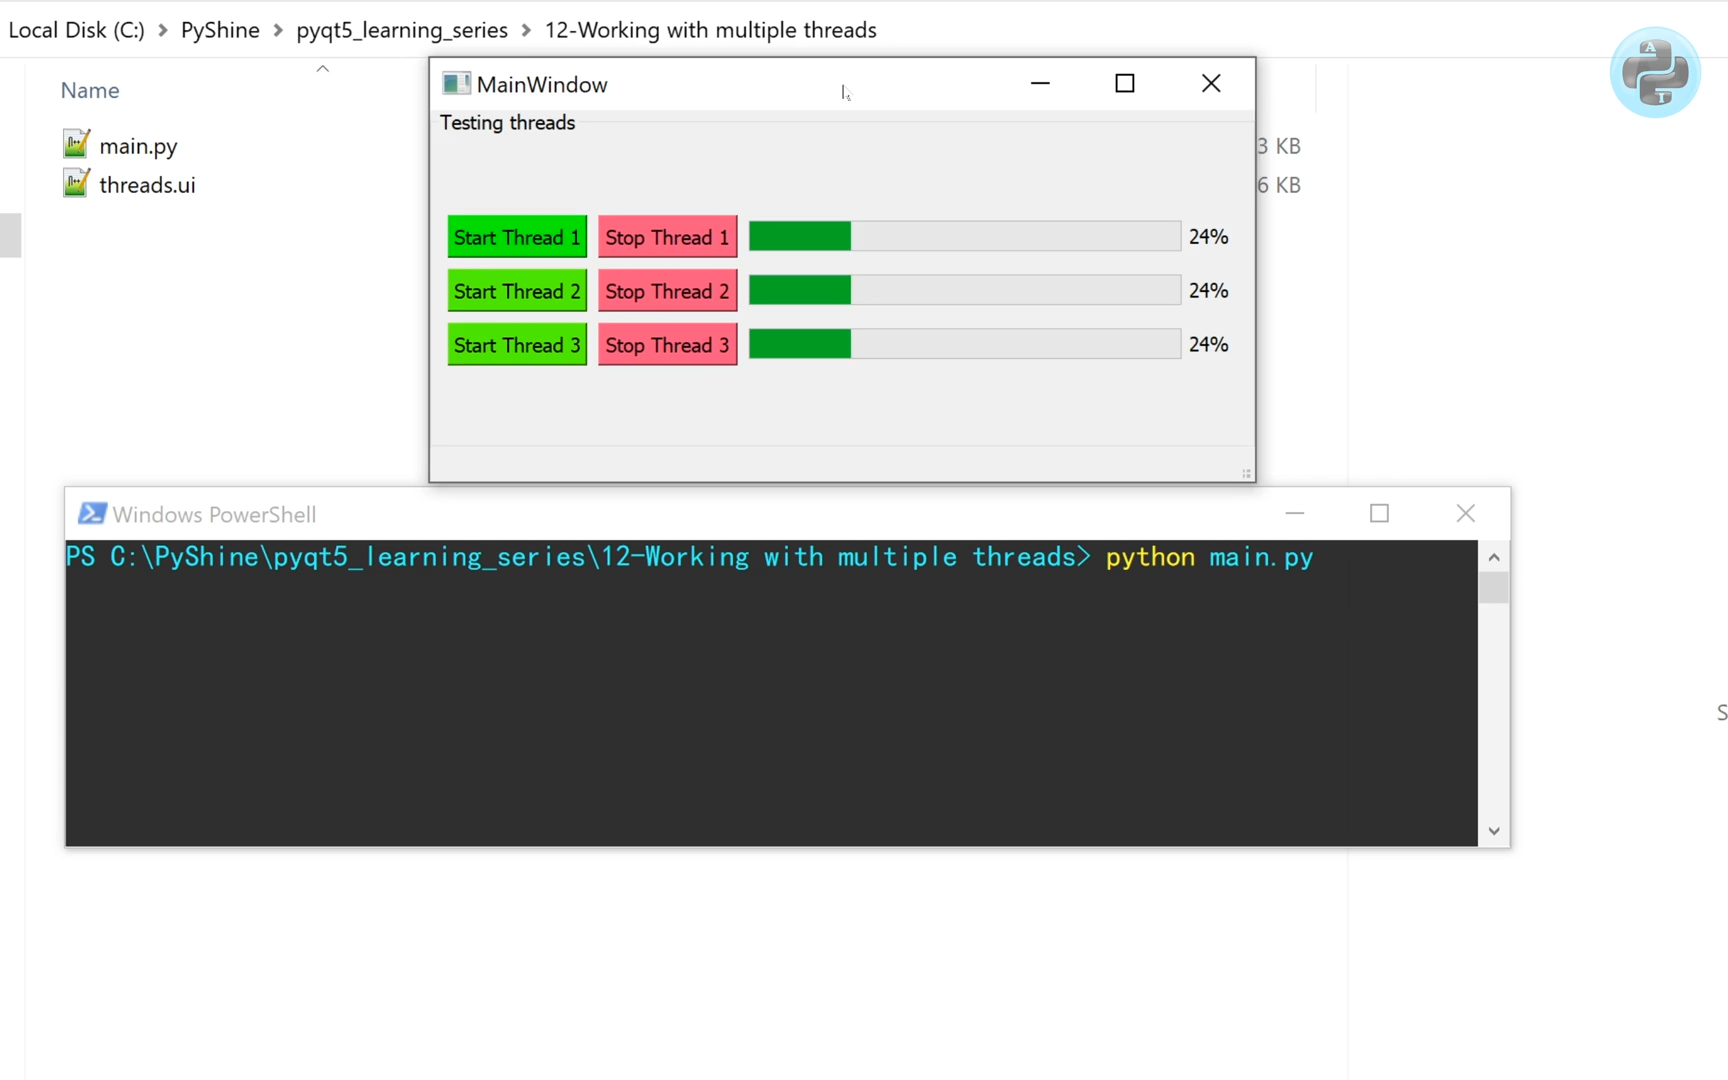 Local Disk (C:) > PyShine > pyqt5_learning_series > 12-Working with multiple threads
Name
main.py
3 KB
threads.ui
6 KB
MainWindow
Testing threads
Start Thread 1 Stop Thread 1 24%
Start Thread 2 Stop Thread 2 24%
Start Thread 3 Stop Thread 3 24%
Windows PowerShell
PS C:\PyShine\pyqt5_learning_series\12-Working with multiple threads> python main.py
S
A
T